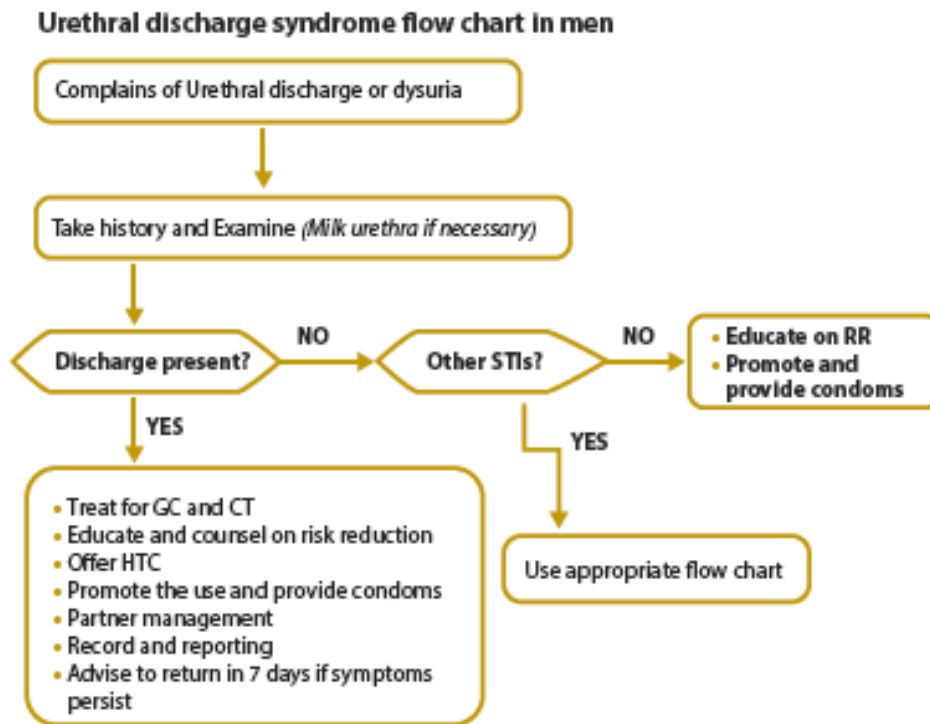 Urethral discharge syndrome flow chart in men
Complains of Urethral discharge or dysuria
Take history and Examine (Milk urethra if necessary)
Discharge present?
NO
Other STIs?
NO
• Educate on RR
• Promote and
provide condoms
YES
YES
• Treat for GC and CT
• Educate and counsel on risk reduction
• Offer HTC
• Promote the use and provide condoms
• Partner management
• Record and reporting
• Advise to return in 7 days if symptoms
persist
Use appropriate flow chart